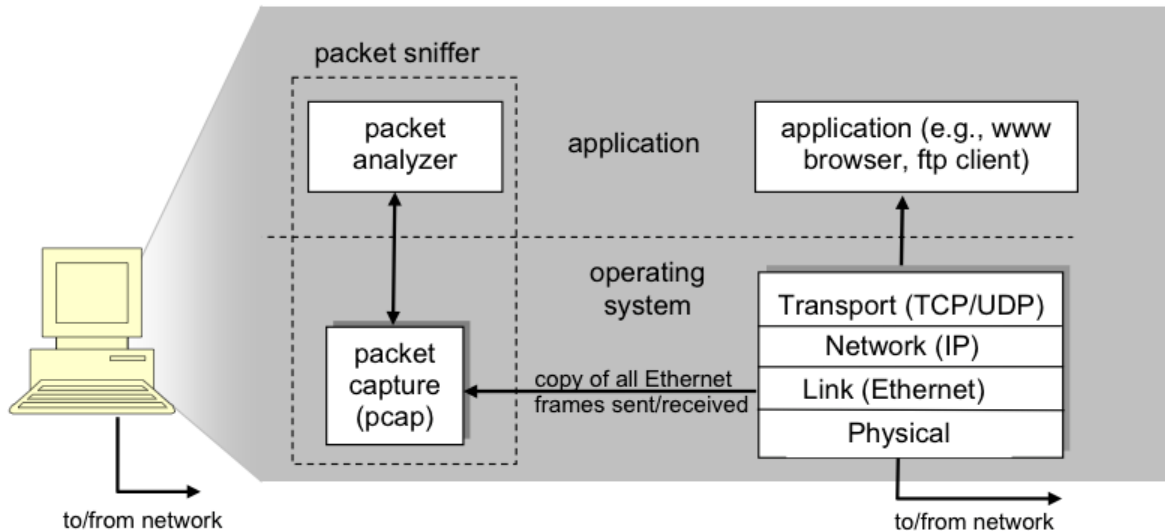 packet sniffer
packet
analyzer
application
application (e.g., www
browser, ftp client)
operating
system
packet
capture
(pcap)
copy of all Ethernet
frames sent/received
Transport (TCP/UDP)
Network (IP)
Link (Ethernet)
Physical
to/from network
to/from network